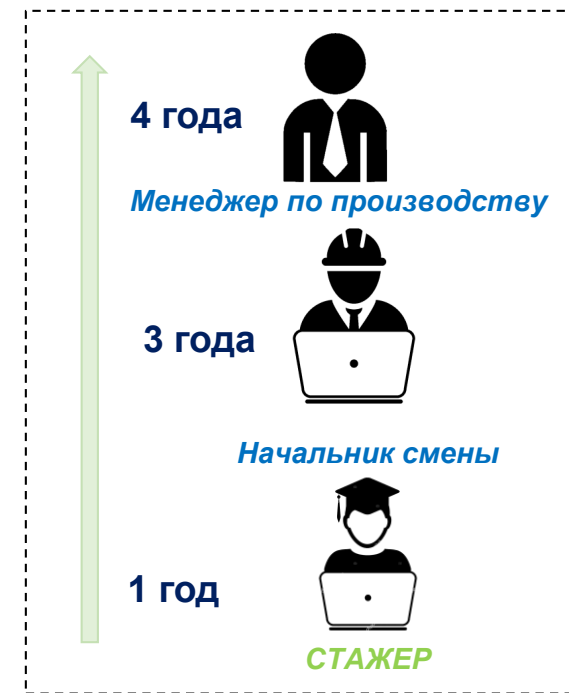 4 года
Менеджер по производству
3 года
Начальник смены
1 год
СТАЖЕР